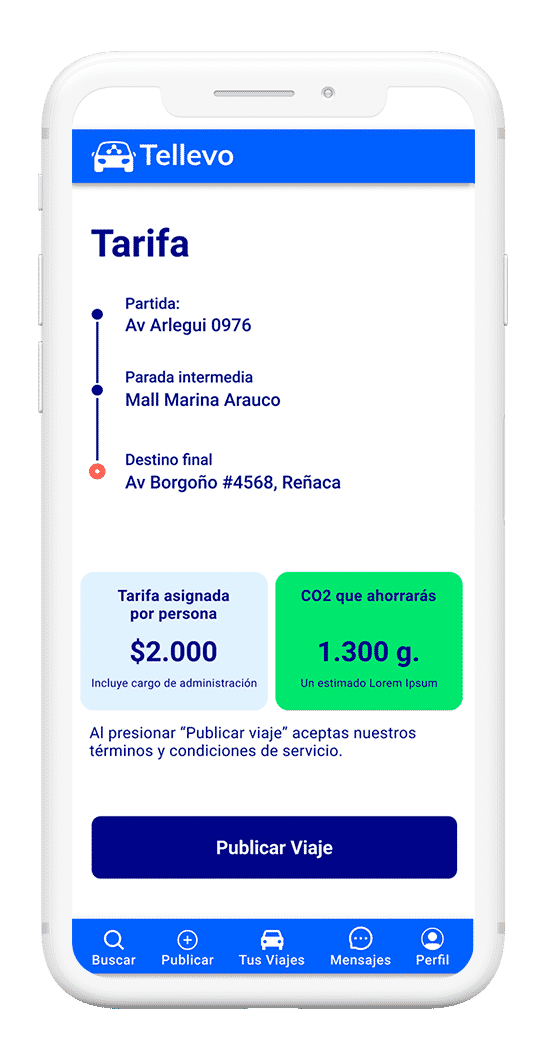 Tellevo
Tarifa
Partida:
Av Arlegui 0976
Parada intermedia
Mall Marina Arauco
Destino final
Av Borgoño #4568, Reñaca
Tarifa asignada
por persona
$2.000
Incluye cargo de administración
CO2 que ahorrarás
1.300 g.
Un estimado Lorem Ipsum
Al presionar “Publicar viaje” aceptas nuestros
términos y condiciones de servicio.
Publicar Viaje
Buscar
Publicar
Tus Viajes
Mensajes
Perfil